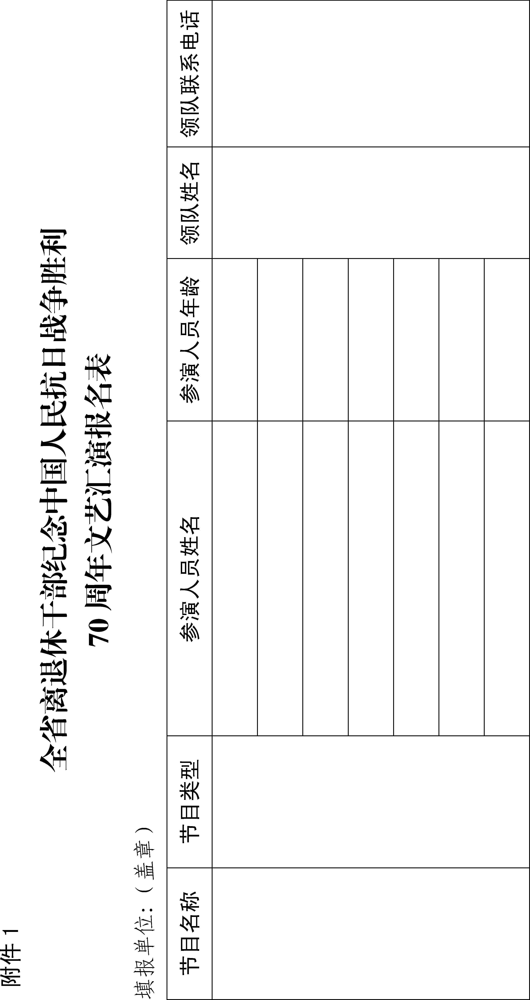 附件 1
全省离退休干部纪念中国人民抗日战争胜利
70 周年文艺汇演报名表
填报单位：（盖章）
节目名称 节目类型 参演人员姓名 参演人员年龄 领队姓名 领队联系电话